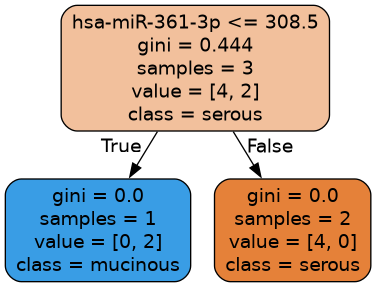 hsa-miR-361-3p <= 308.5
gini = 0.444
samples = 3
value = [4, 2]
class = serous
True
False
gini = 0.0
samples = 1
value = [0, 2]
class = mucinous
gini = 0.0
samples = 2
value = [4, 0]
class = serous